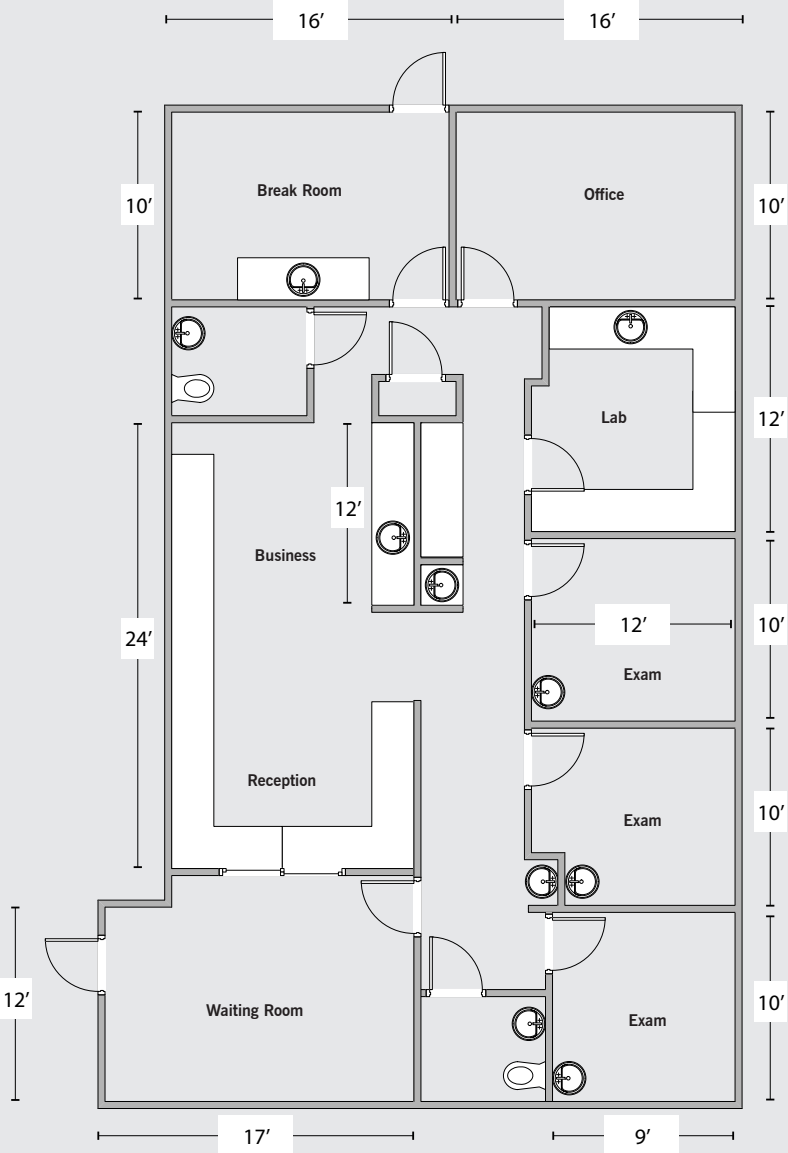 16’
16’
10’
Break Room
Office
10’
12’
Lab
12’
Business
24’
12’
10’
Exam
Reception
Exam
10’
12’
Waiting Room
Exam
10’
17’
9’